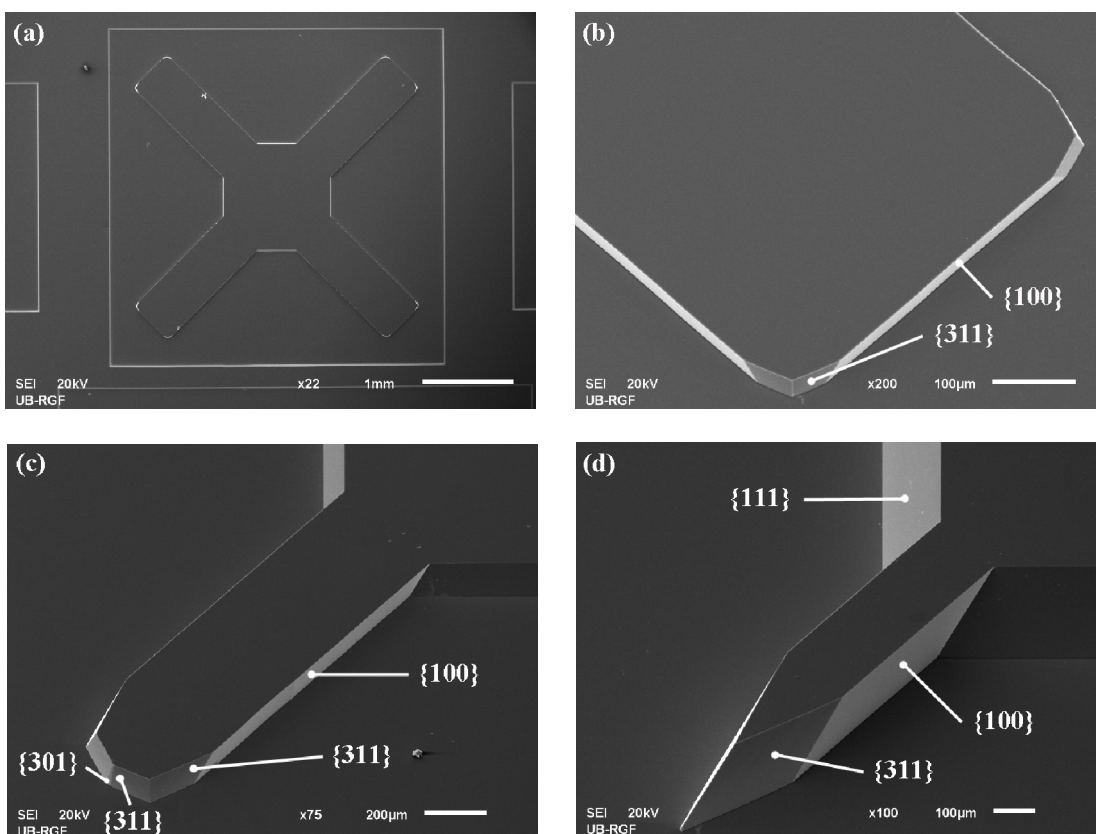 (a)
SEI 20kV x22 1mm
UB-RGF
(b)
{100}
{311}
SEI 20kV x200 100µm
UB-RGF
(c)
{100}
{301}
{311}
{311}
SEI 20kV x75 200µm
UB-RGF
(d)
{111}
{100}
{311}
SEI 20kV x100 100µm
UB-RGF